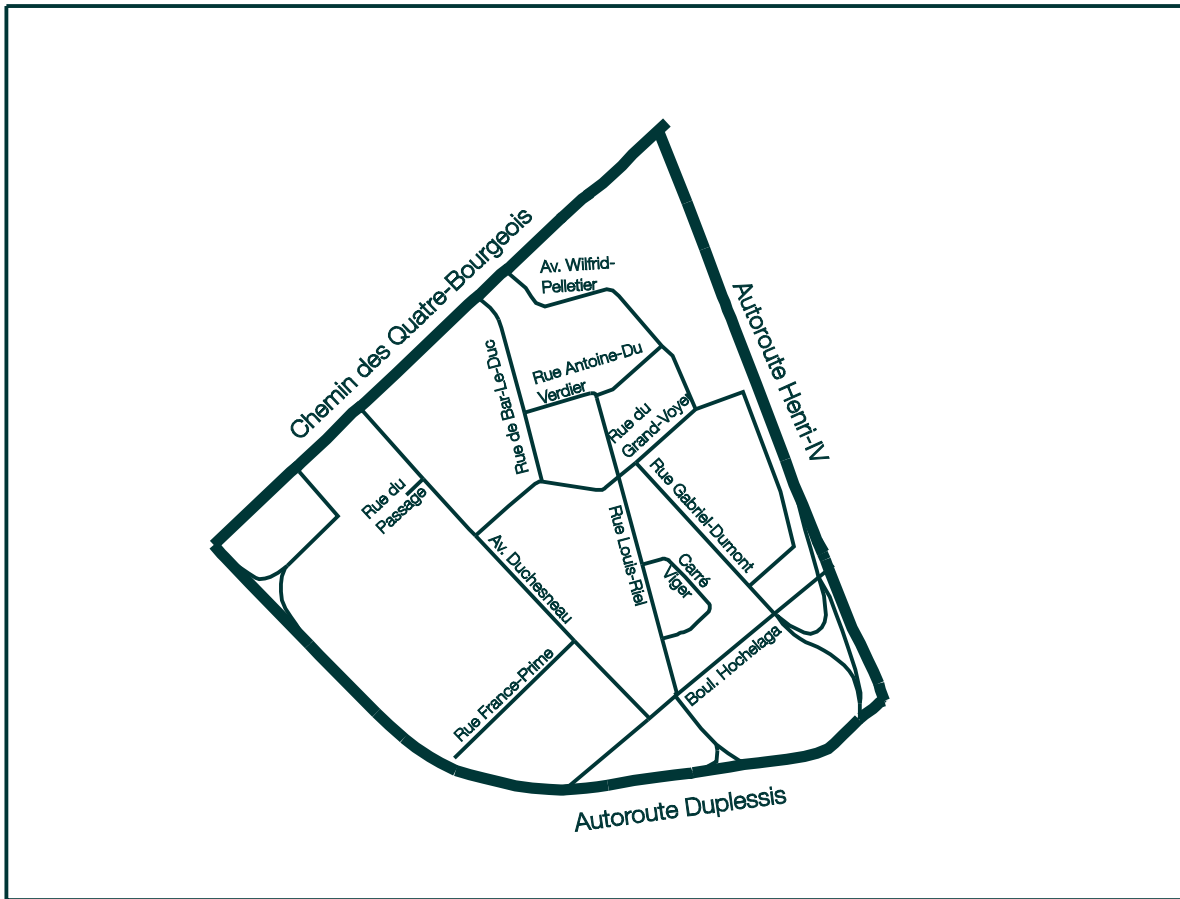 Chemin des Quatre-Bourgeois
Av. Wilfrid-
Pelletier
Autoroute Henri-IV
Rue de Bar-Le-Duc
Rue Antoine-Du
Verdier
Rue du
Grand-Voyer
Rue du
Passage
Rue Gabriel-Dumont
Rue Louis-Riel
Av. Duchesneau
Carré
Viger
Rue France-Prime
Boul. Hochelaga
Autoroute Duplessis